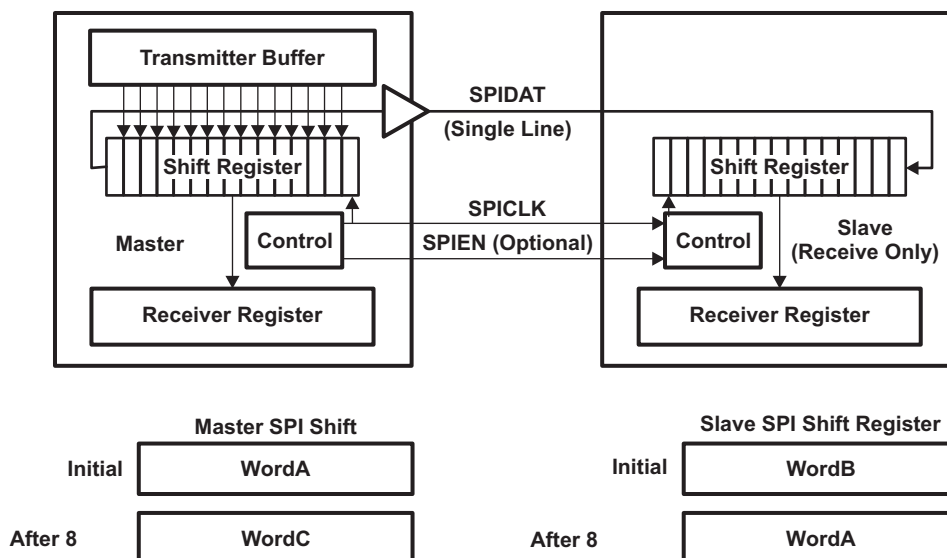 Transmitter Buffer
SPIDAT
(Single Line)
Shift Register
Shift Register
SPICLK
Master
Control
SPIEN (Optional)
Control
Slave
(Receive Only)
Receiver Register
Receiver Register
Master SPI Shift
Slave SPI Shift Register
Initial
WordA
Initial
WordB
After 8
WordC
After 8
WordA